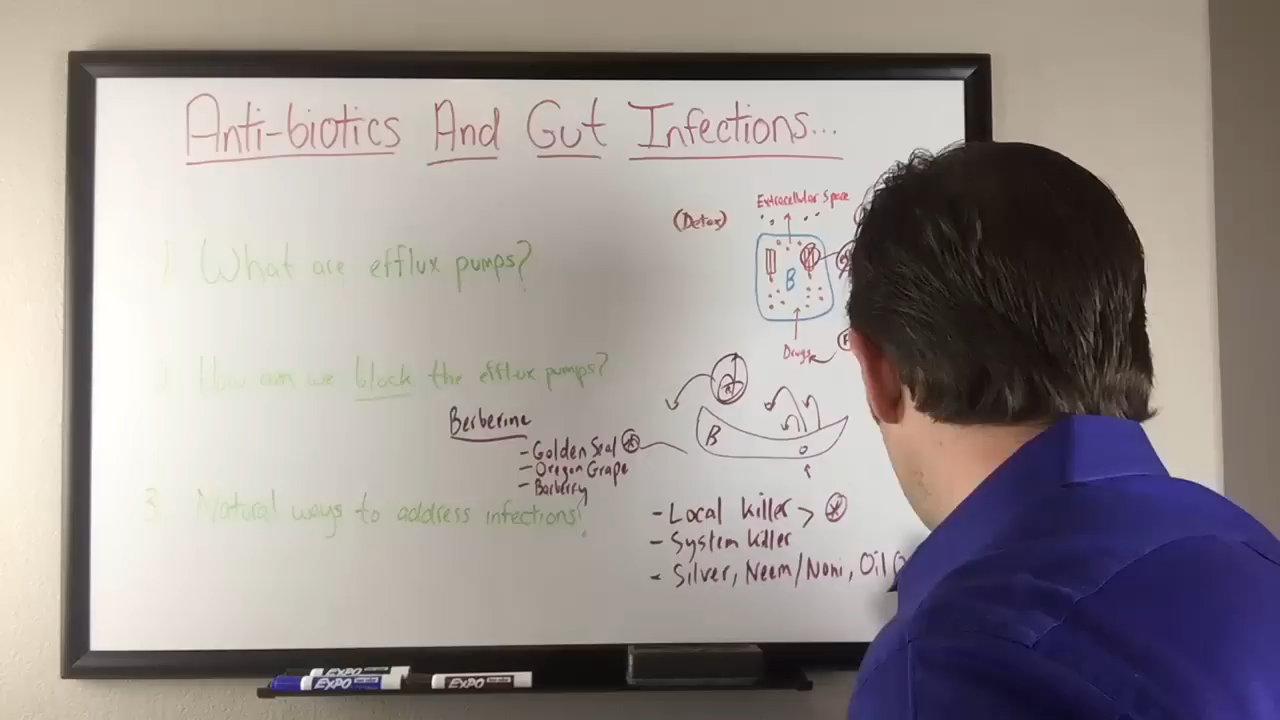 Anti-biotics And Gut Infections...
Extracellular Space
(Detox)
1. What are efflux pumps?
B
Drugs
2. How can we block the efflux pumps?
Berberine
B
- Golden Seal
- Oregon Grape
- Barberry
3. Natural ways to address infections!
- Local killer >
- System killer
- Silver, Neem/Noni, Oil
EXPO
EXPO
EXPO